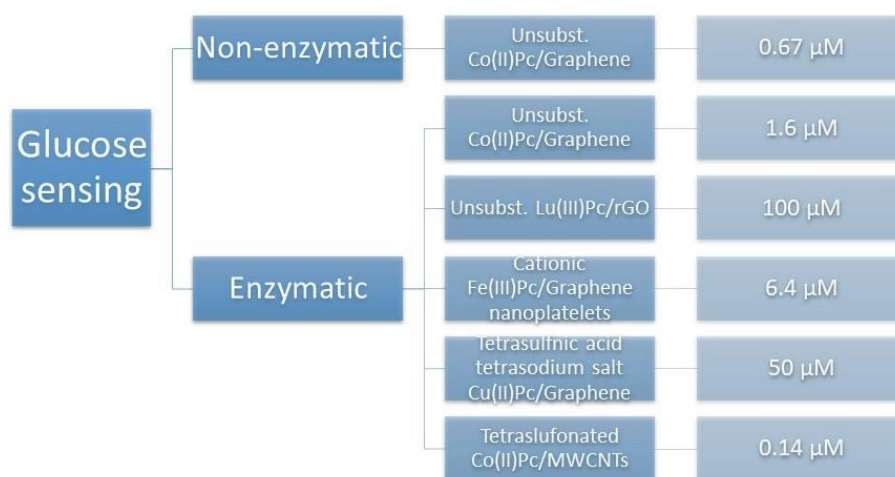 Glucose
sensing
Non-enzymatic
Unsubst.
Co(II)Pc/Graphene
0.67 µM
Enzymatic
Unsubst.
Co(II)Pc/Graphene
1.6 µM
Unsubst. Lu(III)Pc/rGO
100 µM
Cationic
Fe(III)Pc/Graphene
nanoplatelets
6.4 µM
Tetrasulfnic acid
tetrasodium salt
Cu(II)Pc/Graphene
50 µM
Tetraslufonated
Co(II)Pc/MWCNTs
0.14 µM